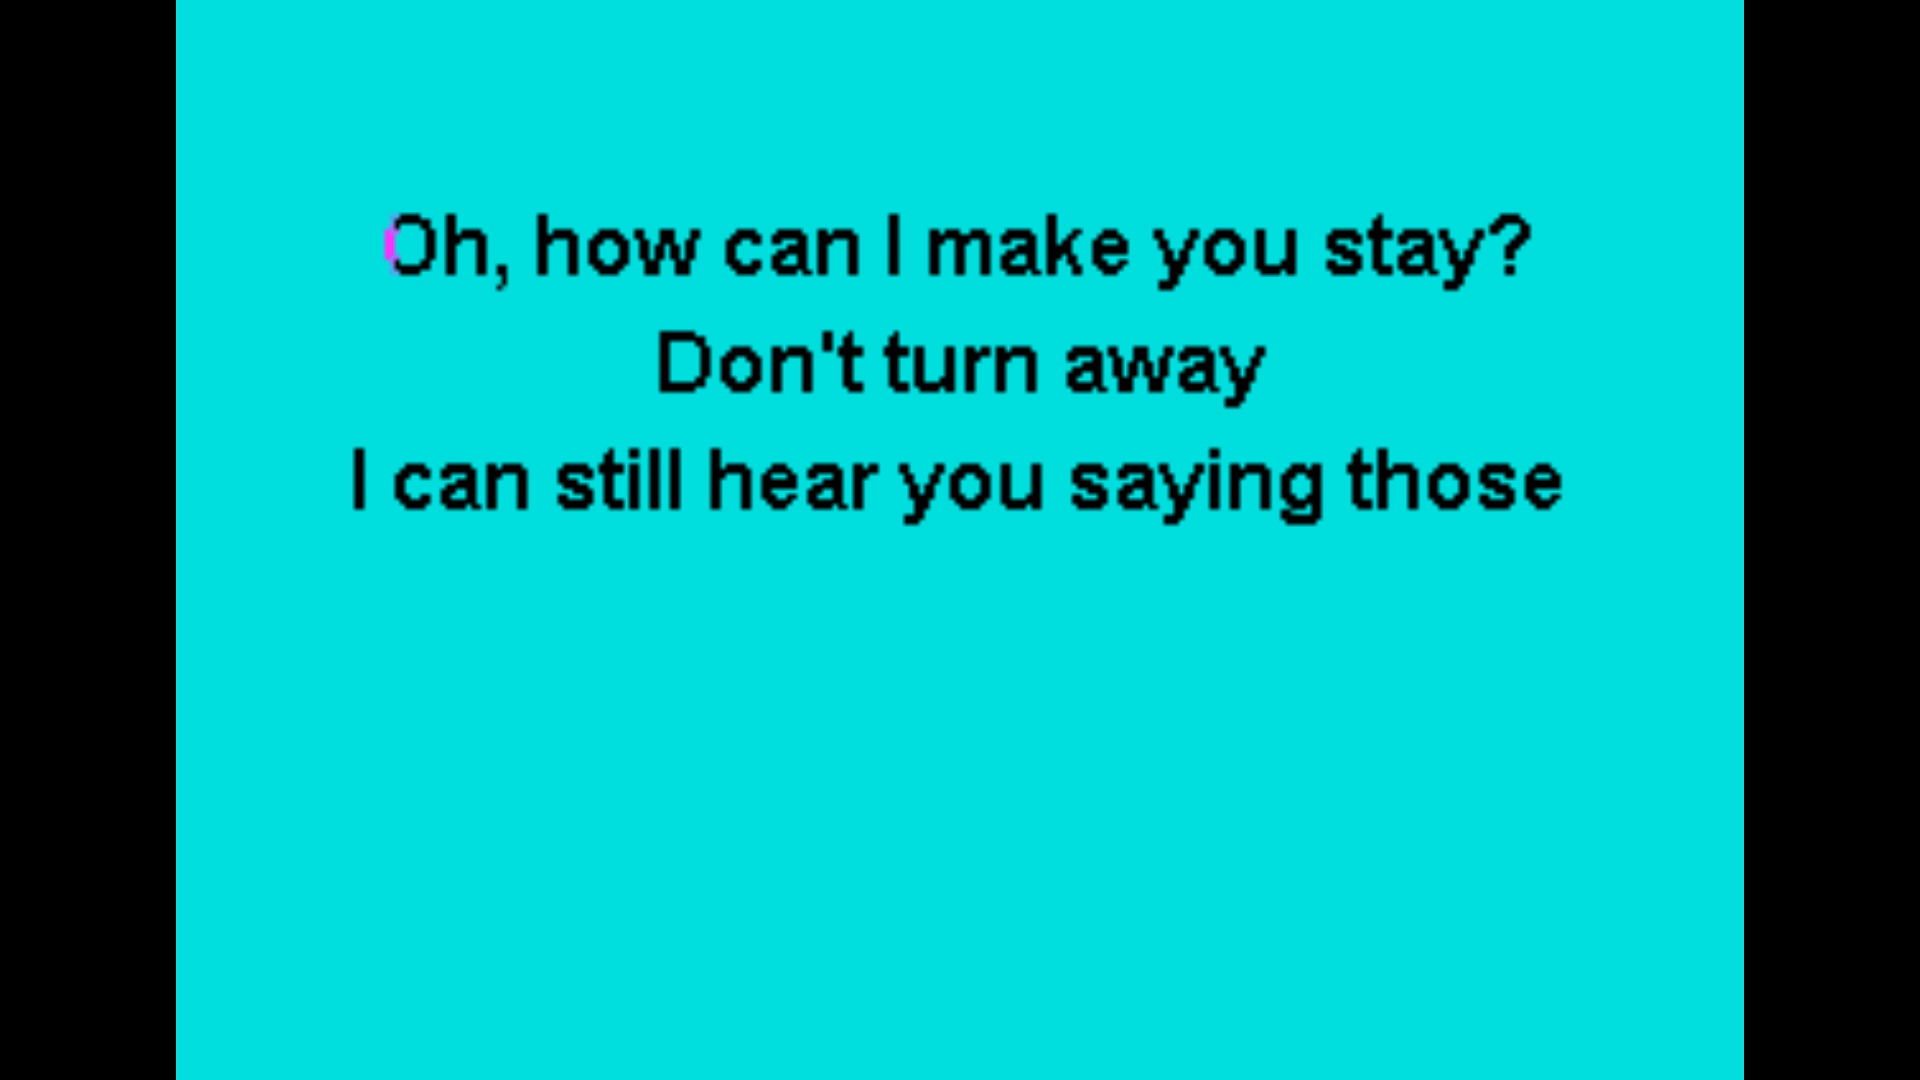 Oh, how can I make you stay?
Don't turn away
I can still hear you saying those